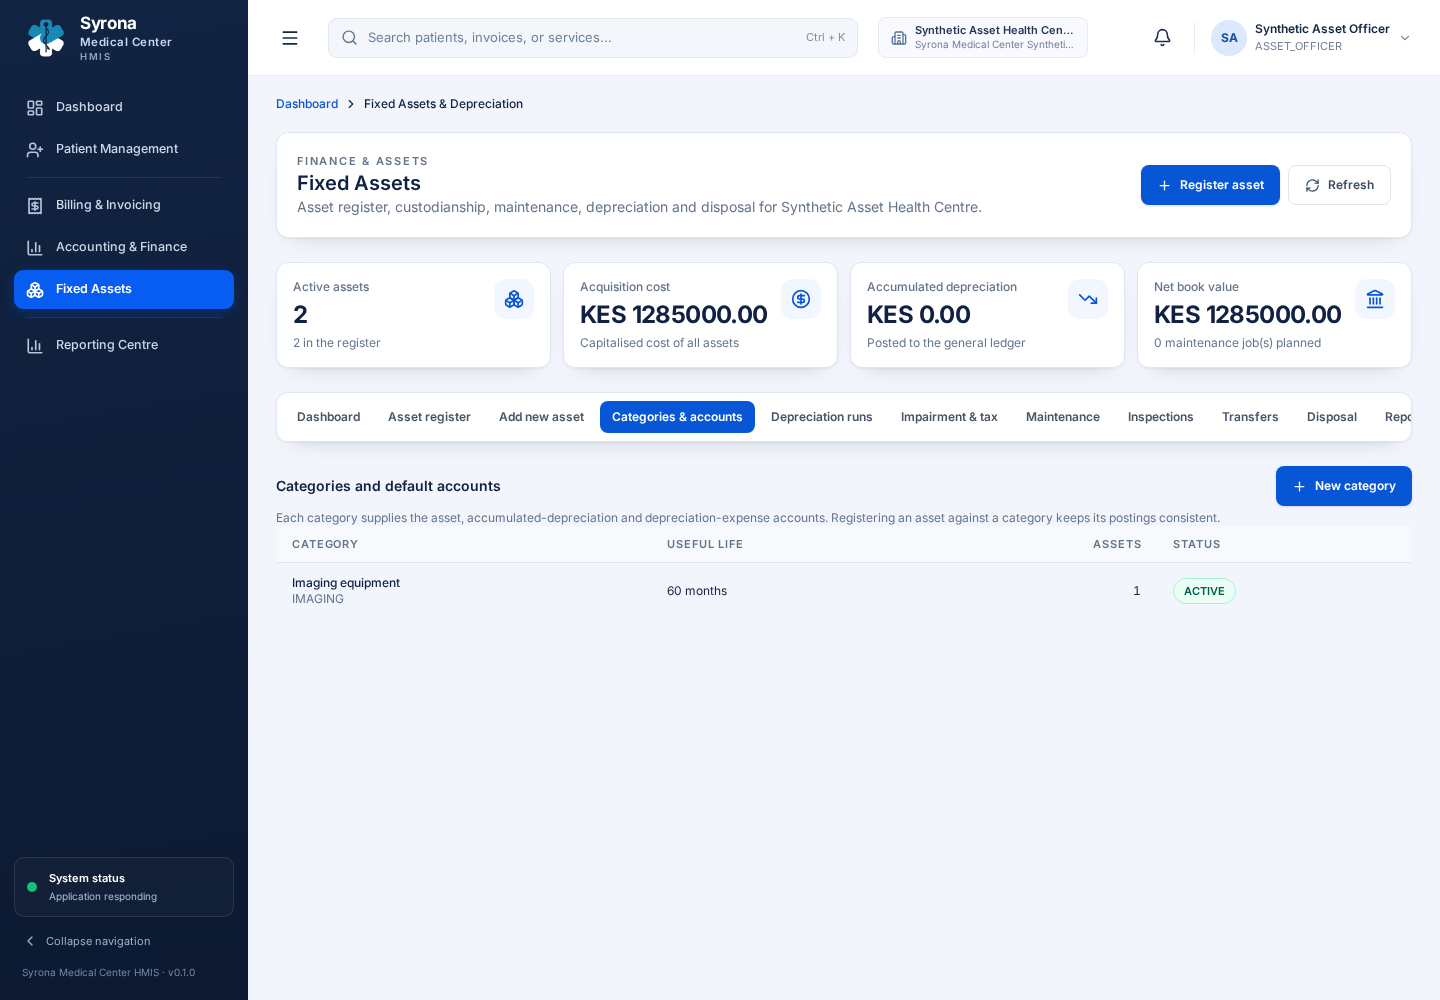 Syrona
Medical Center
HMIS
Dashboard
Patient Management
Billing & Invoicing
Accounting & Finance
Fixed Assets
Reporting Centre
System status
Application responding
Collapse navigation
Syrona Medical Center HMIS · v0.1.0
Search patients, invoices, or services...
Ctrl + K
Synthetic Asset Health Cen...
Syrona Medical Center Syntheti...
SA
Synthetic Asset Officer
ASSET_OFFICER
Dashboard > Fixed Assets & Depreciation
FINANCE & ASSETS
Fixed Assets
Asset register, custodianship, maintenance, depreciation and disposal for Synthetic Asset Health Centre.
Register asset
Refresh
Active assets
2
2 in the register
Acquisition cost
KES 1285000.00
Capitalised cost of all assets
Accumulated depreciation
KES 0.00
Posted to the general ledger
Net book value
KES 1285000.00
0 maintenance job(s) planned
Dashboard Asset register Add new asset Categories & accounts Depreciation runs Impairment & tax Maintenance Inspections Transfers Disposal Repo
Categories and default accounts
New category
Each category supplies the asset, accumulated-depreciation and depreciation-expense accounts. Registering an asset against a category keeps its postings consistent.
CATEGORY USEFUL LIFE ASSETS STATUS
Imaging equipment
IMAGING
60 months
1
ACTIVE